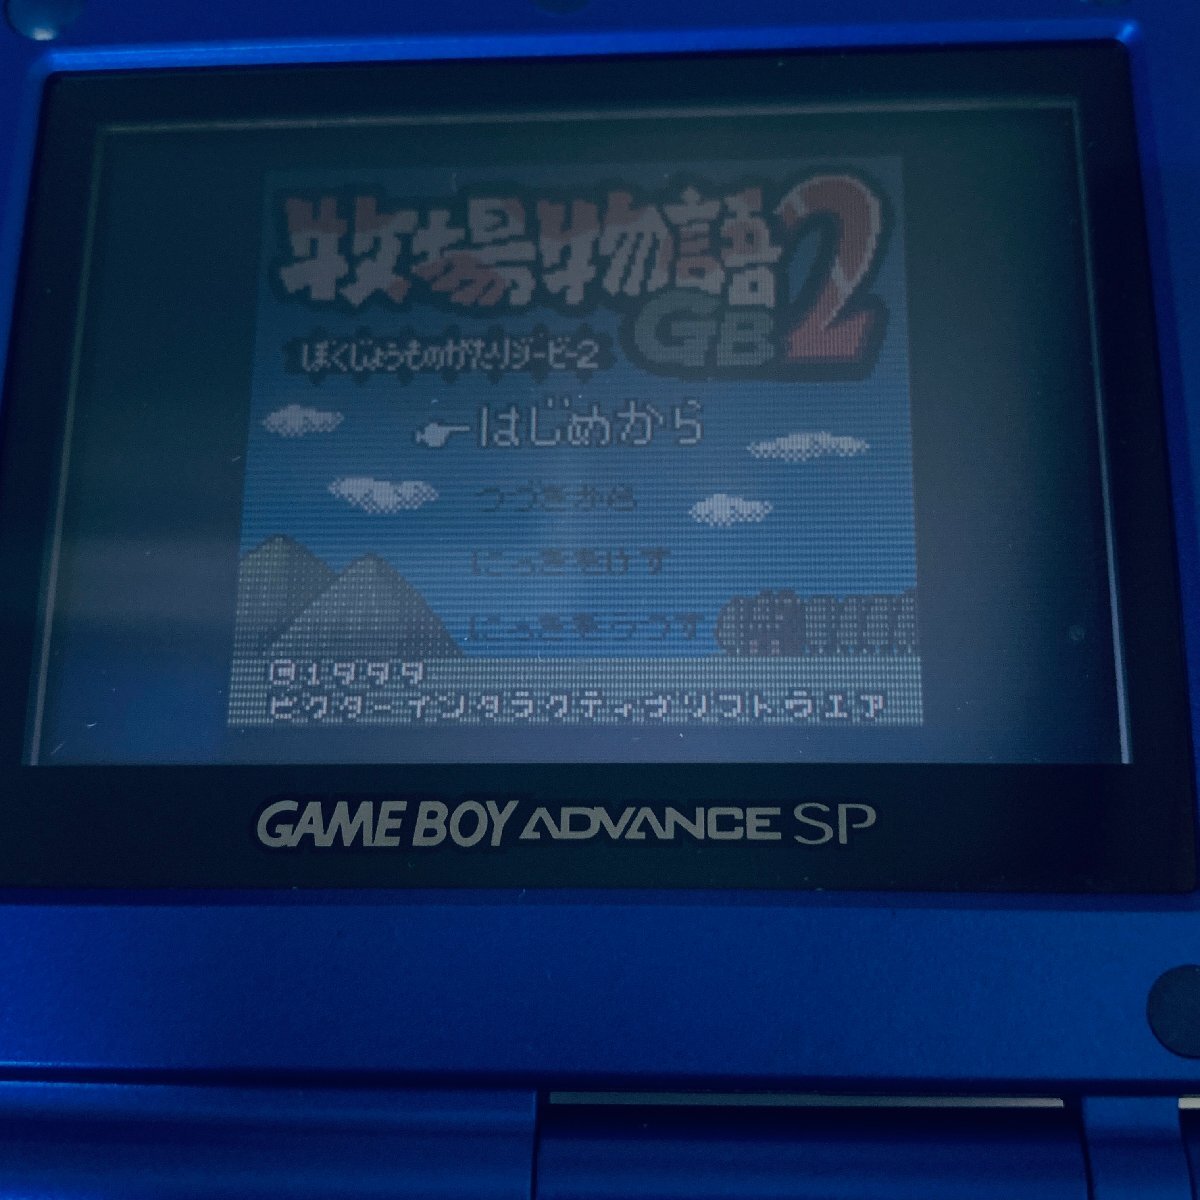 牧場物語GB2
ぼくじょうものがたりジービー2
はじめから
つづきから
にっきをけす
にっきをうつす
©1999
ビクターインタラクティブソフトウエア
GAME BOY ADVANCE SP